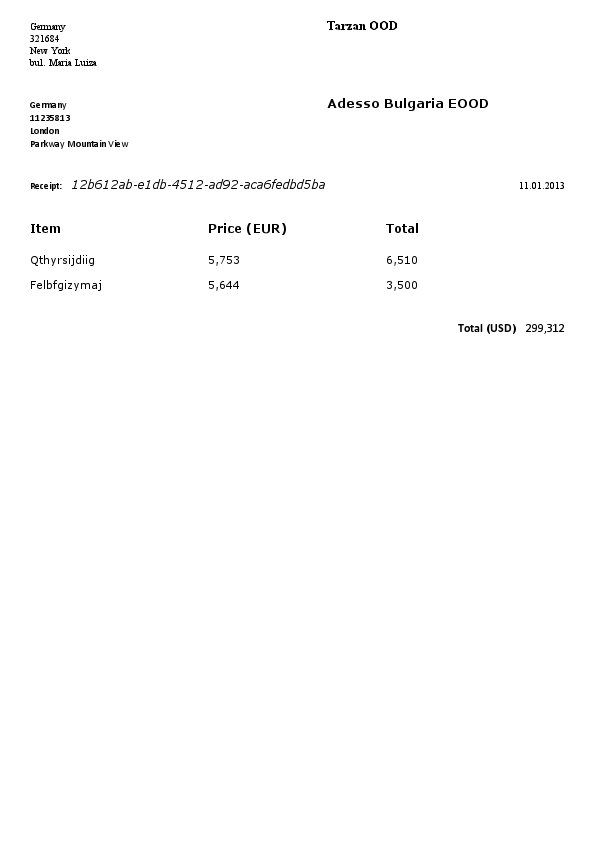 Germany
321684
New York
bul. Maria Luiza
Tarzan OOD
Germany
11235813
London
Parkway Mountain View
Adesso Bulgaria EOOD
Receipt: 12b612ab-e1db-4512-ad92-aca6fedbd5ba 11.01.2013
Item Price (EUR) Total
Qthyrsijdiig 5,753 6,510
Felbfgizymaj 5,644 3,500
Total (USD) 299,312